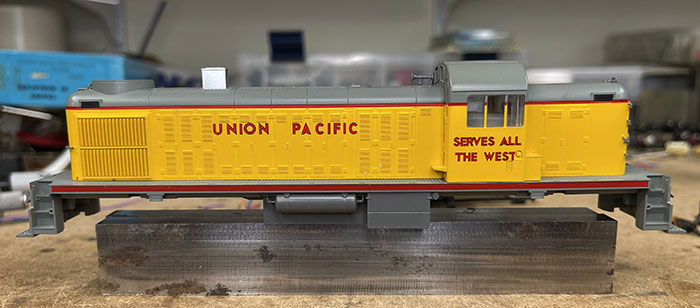 UNION PACIFIC
SERVES ALL
THE WEST